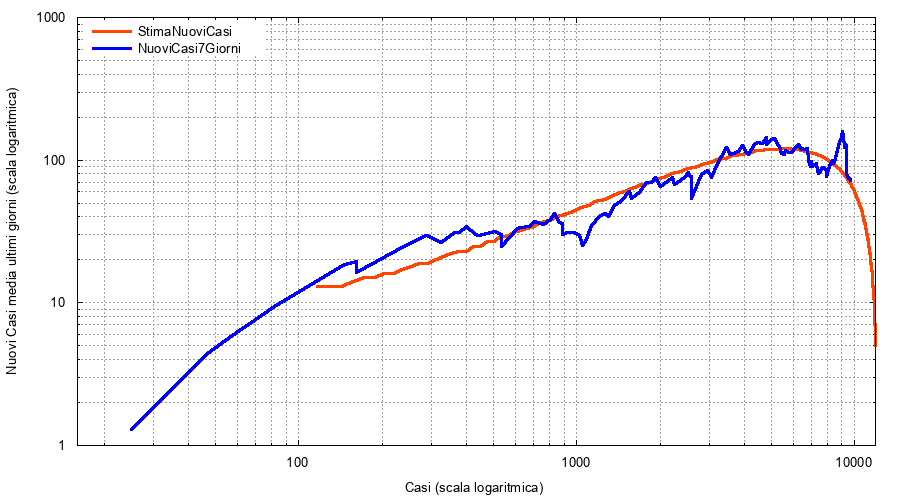 1000
StimaNuoviCasi
NuoviCasi7Giorni
100
10
1
Nuovi Casi media ultimi giorni (scala logaritmica)
100
1000
10000
Casi (scala logaritmica)